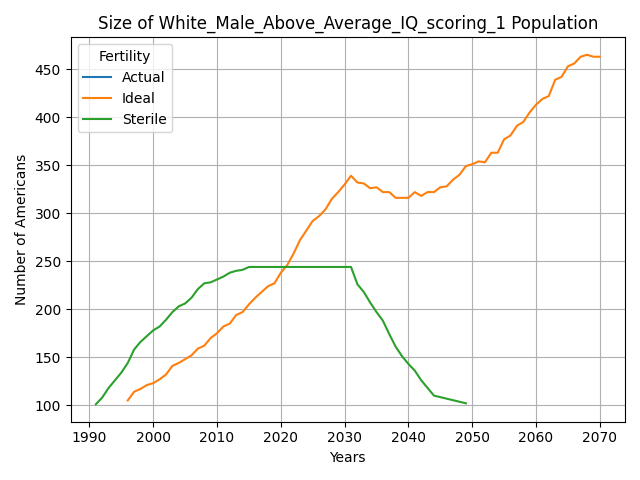 Size of White_Male_Above_Average_IQ_scoring_1 Population
Fertility
Actual
Ideal
Sterile
Number of Americans
450
400
350
300
250
200
150
100
1990 2000 2010 2020 2030 2040 2050 2060 2070
Years